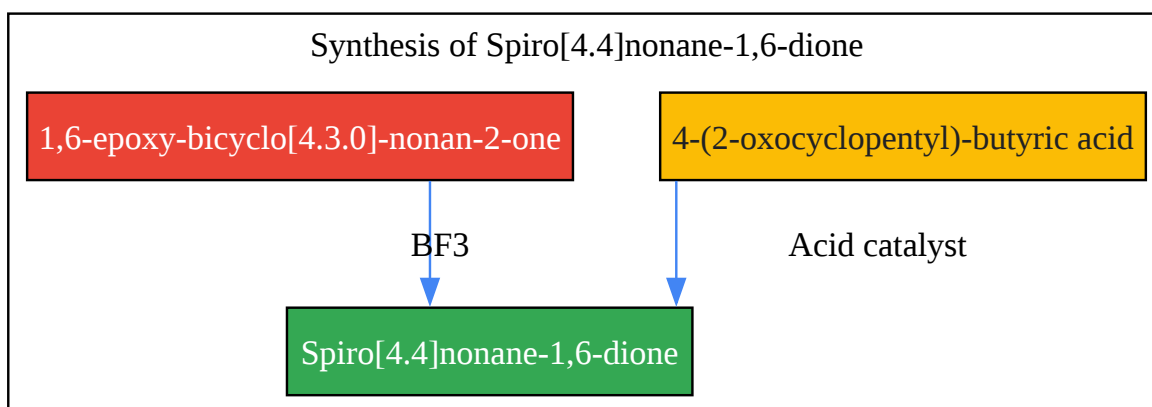 Synthesis of Spiro[4.4]nonane-1,6-dione
1,6-epoxy-bicyclo[4.3.0]-nonan-2-one
4-(2-oxocyclopentyl)-butyric acid
BF3
Acid catalyst
Spiro[4.4]nonane-1,6-dione